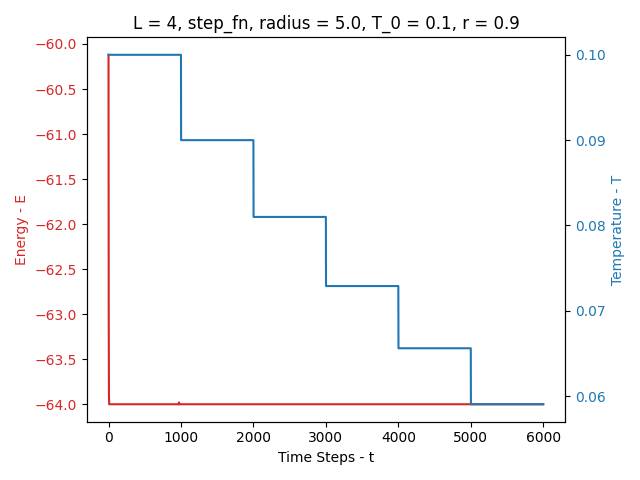 L = 4, step_fn, radius = 5.0, T_0 = 0.1, r = 0.9
−60.0
−60.5
−61.0
−61.5
−62.0
−62.5
−63.0
−63.5
−64.0
Energy - E
0.10
0.09
0.08
0.07
0.06
Temperature - T
0 1000 2000 3000 4000 5000 6000
Time Steps - t